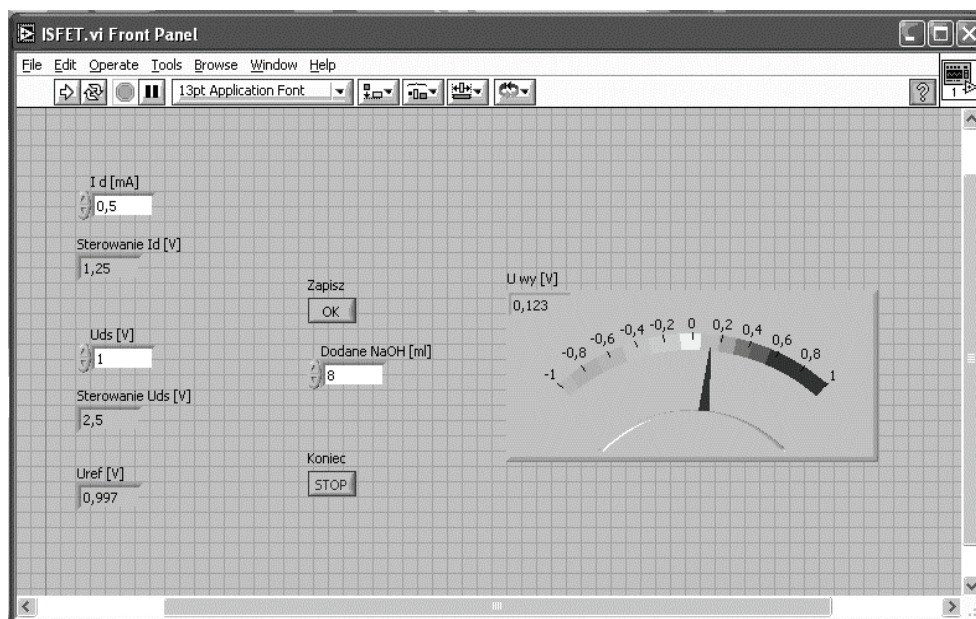 ISFET.vi Front Panel
File Edit Operate Tools Browse Window Help
13pt Application Font
?
1
I d [mA]
0,5
Sterowanie Id [V]
1,25
Uds [V]
1
Sterowanie Uds [V]
2,5
Uref [V]
0,997
Zapisz
OK
Dodane NaOH [ml]
8
Koniec
STOP
U wy [V]
0,123
-1 -0,8 -0,6 -0,4 -0,2 0 0,2 0,4 0,6 0,8 1